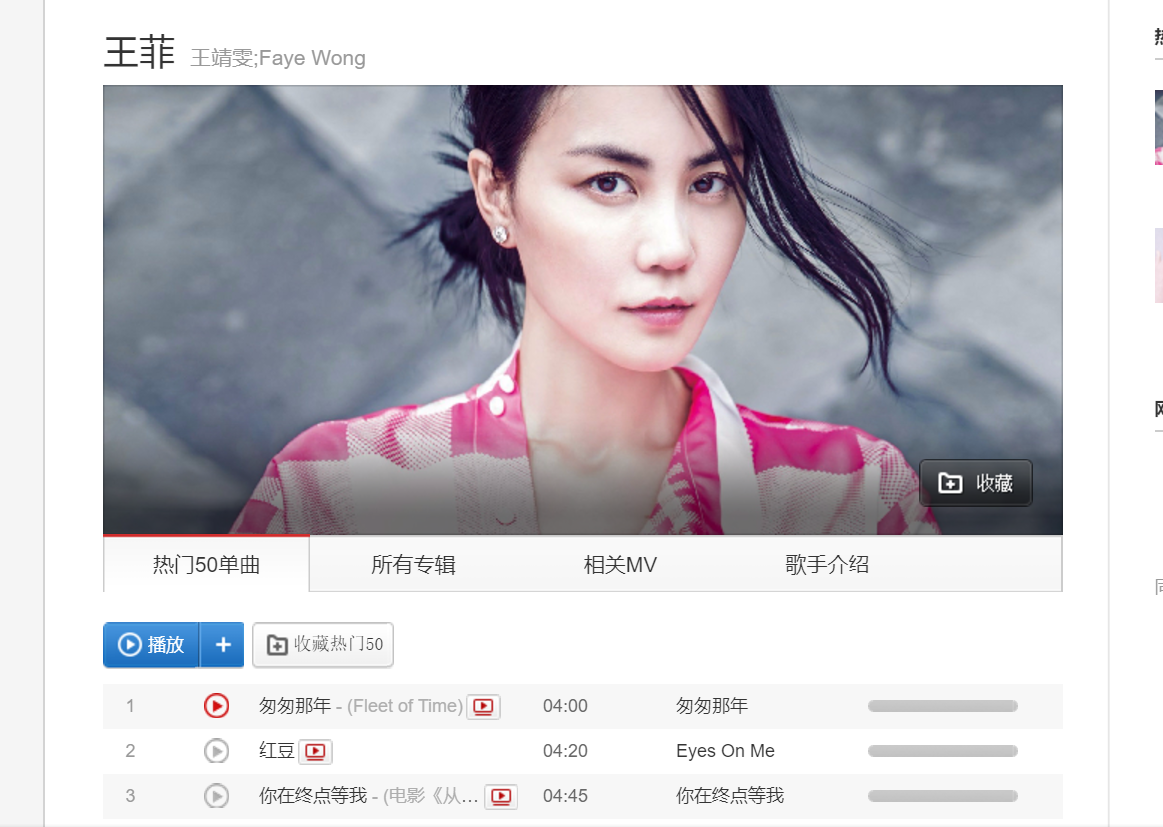 王菲 王靖雯;Faye Wong
收藏
热门50单曲 所有专辑 相关MV 歌手介绍
播放 + 收藏热门50
1 匆匆那年 - (Fleet of Time) 04:00 匆匆那年
2 红豆 04:20 Eyes On Me
3 你在终点等我 - (电影《从... 04:45 你在终点等我